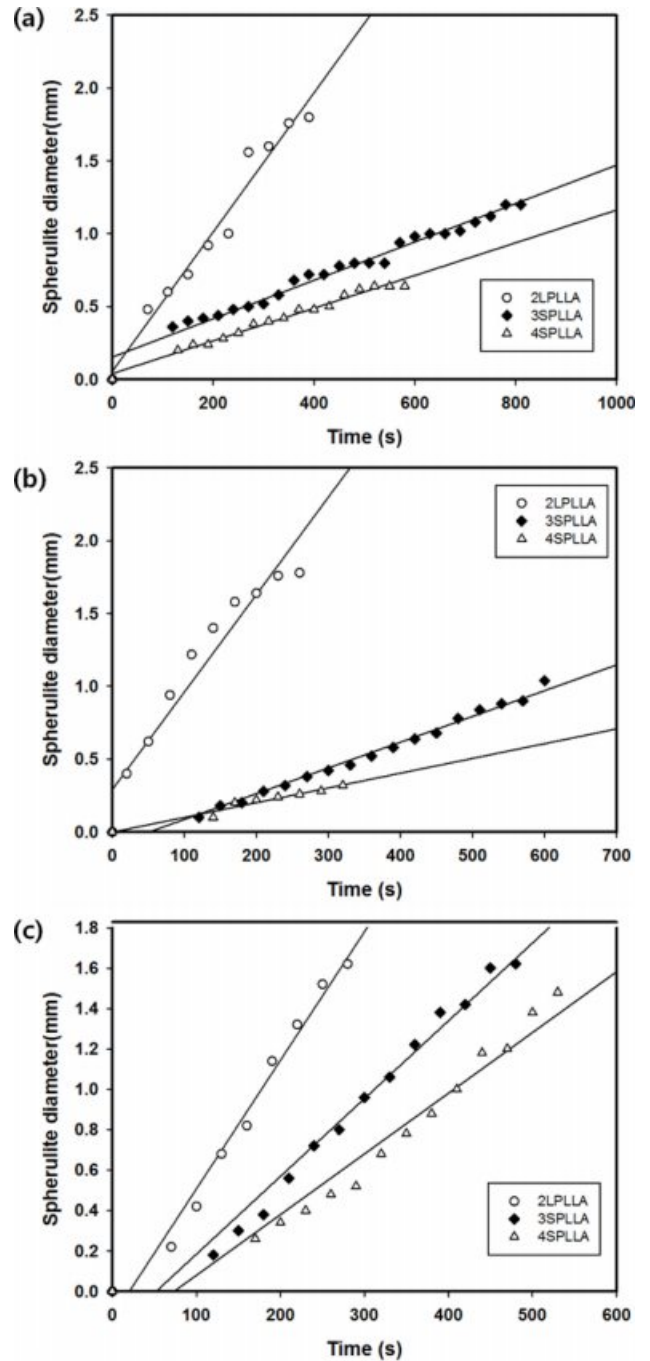 (a)
Spherulite diameter(mm)
2.5
2.0
1.5
1.0
0.5
0.0
2LPLLA
3SPLLA
4SPLLA
0 200 400 600 800 1000
Time (s)
(b)
Spherulite diameter(mm)
2.5
2.0
1.5
1.0
0.5
0.0
2LPLLA
3SPLLA
4SPLLA
0 100 200 300 400 500 600 700
Time (s)
(c)
Spherulite diameter(mm)
1.8
1.6
1.4
1.2
1.0
0.8
0.6
0.4
0.2
0.0
2LPLLA
3SPLLA
4SPLLA
0 100 200 300 400 500 600
Time (s)